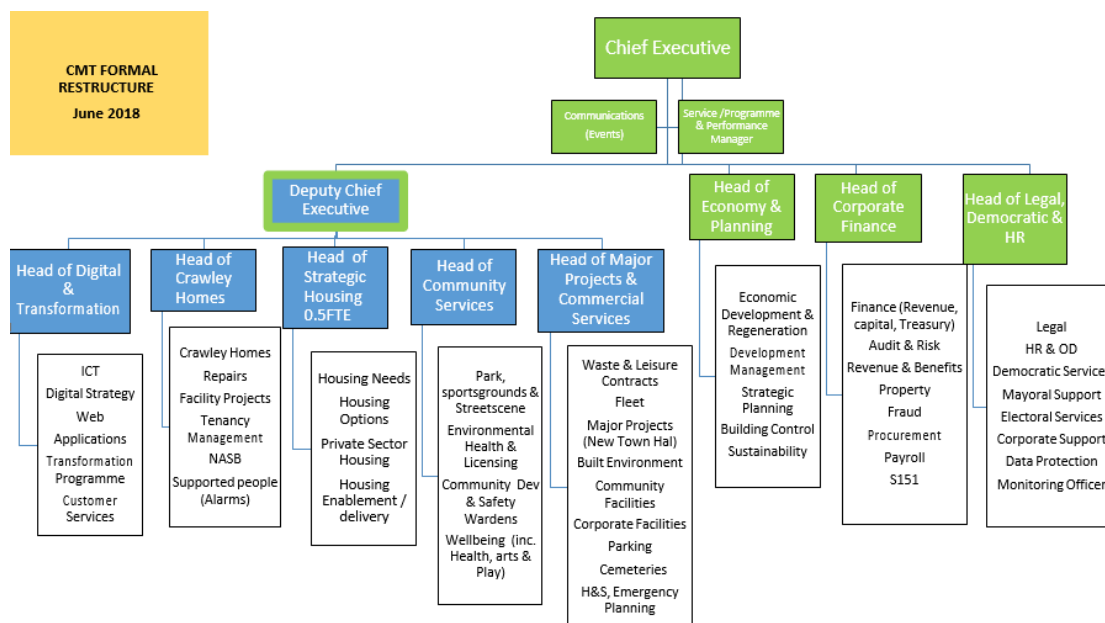 CMT FORMAL
RESTRUCTURE
June 2018
Chief Executive
Communications
(Events)
Service /Programme
& Performance
Manager
Deputy Chief
Executive
Head of
Economy &
Planning
Head of
Corporate
Finance
Head of Legal,
Democratic &
HR
Head of Digital
&
Transformation
Head of
Crawley
Homes
Head of
Strategic
Housing
0.5FTE
Head of
Community
Services
Head of Major
Projects &
Commercial
Services
ICT
Digital Strategy
Web
Applications
Transformation
Programme
Customer
Services
Crawley Homes
Repairs
Facility Projects
Tenancy
Management
NASB
Supported people
(Alarms)
Housing Needs
Housing
Options
Private Sector
Housing
Housing
Enablement /
delivery
Park,
sportsgrounds &
Streetscene
Environmental
Health &
Licensing
Community Dev
& Safety
Wardens
Wellbeing (inc.
Health, arts &
Play)
Waste & Leisure
Contracts
Fleet
Major Projects
(New Town Hal)
Built Environment
Community
Facilities
Corporate Facilities
Parking
Cemeteries
H&S, Emergency
Planning
Economic
Development &
Regeneration
Development
Management
Strategic
Planning
Building Control
Sustainability
Finance (Revenue,
capital, Treasury)
Audit & Risk
Revenue & Benefits
Property
Fraud
Procurement
Payroll
S151
Legal
HR & OD
Democratic Service
Mayoral Support
Electoral Services
Corporate Support
Data Protection
Monitoring Officer